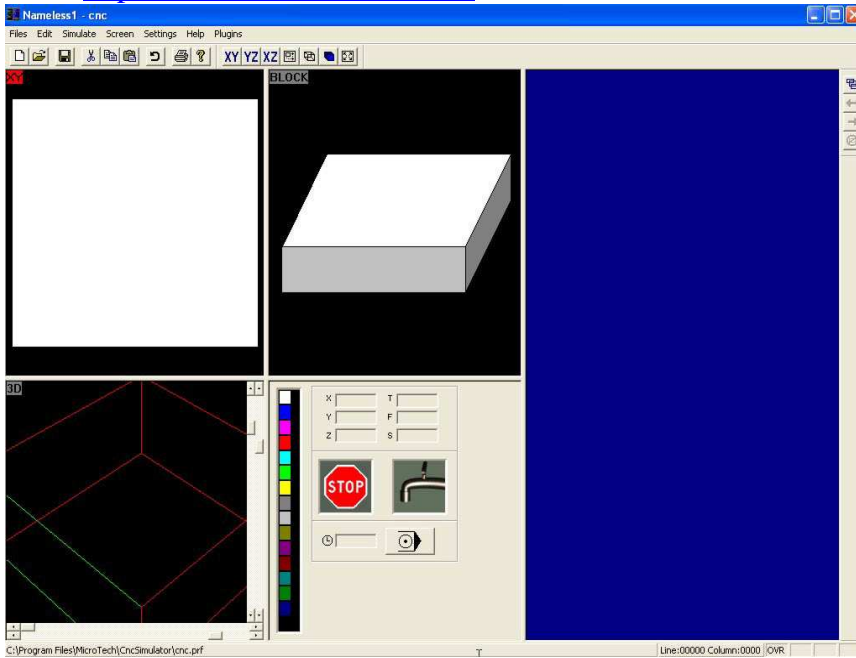 Nameless1 - cnc
Files Edit Simulate Screen Settings Help Plugins
XY YZ XZ
XY
BLOCK
3D
X T
Y F
Z S
STOP
C:\Program Files\MicroTech\CncSimulator\cnc.prf
Line:00000 Column:0000 OVR